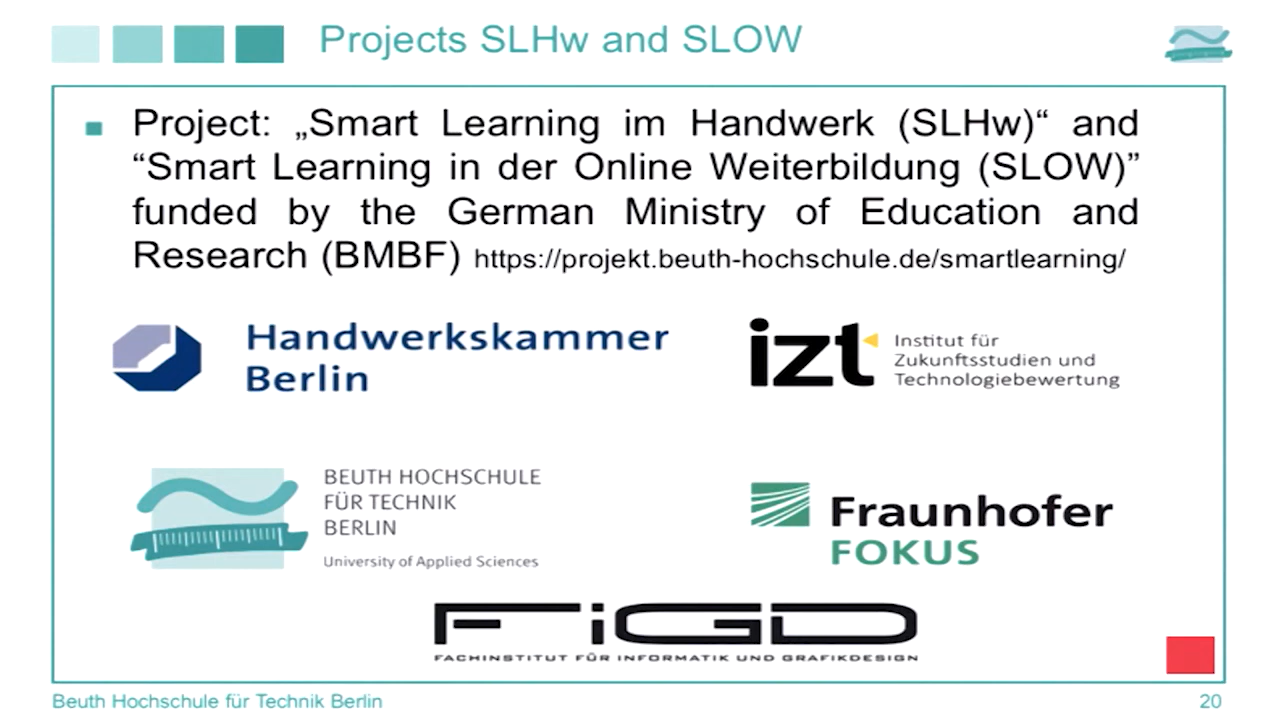 Projects SLHw and SLOW
Project: „Smart Learning im Handwerk (SLHw)“ and
“Smart Learning in der Online Weiterbildung (SLOW)”
funded by the German Ministry of Education and
Research (BMBF) https://projekt.beuth-hochschule.de/smartlearning/
Handwerkskammer
Berlin
izt
Institut für
Zukunftsstudien und
Technologiebewertung
BEUTH HOCHSCHULE
FÜR TECHNIK
BERLIN
University of Applied Sciences
Fraunhofer
FOKUS
FiGD
FACHINSTITUT FÜR INFORMATIK UND GRAFIKDESIGN
Beuth Hochschule für Technik Berlin
20